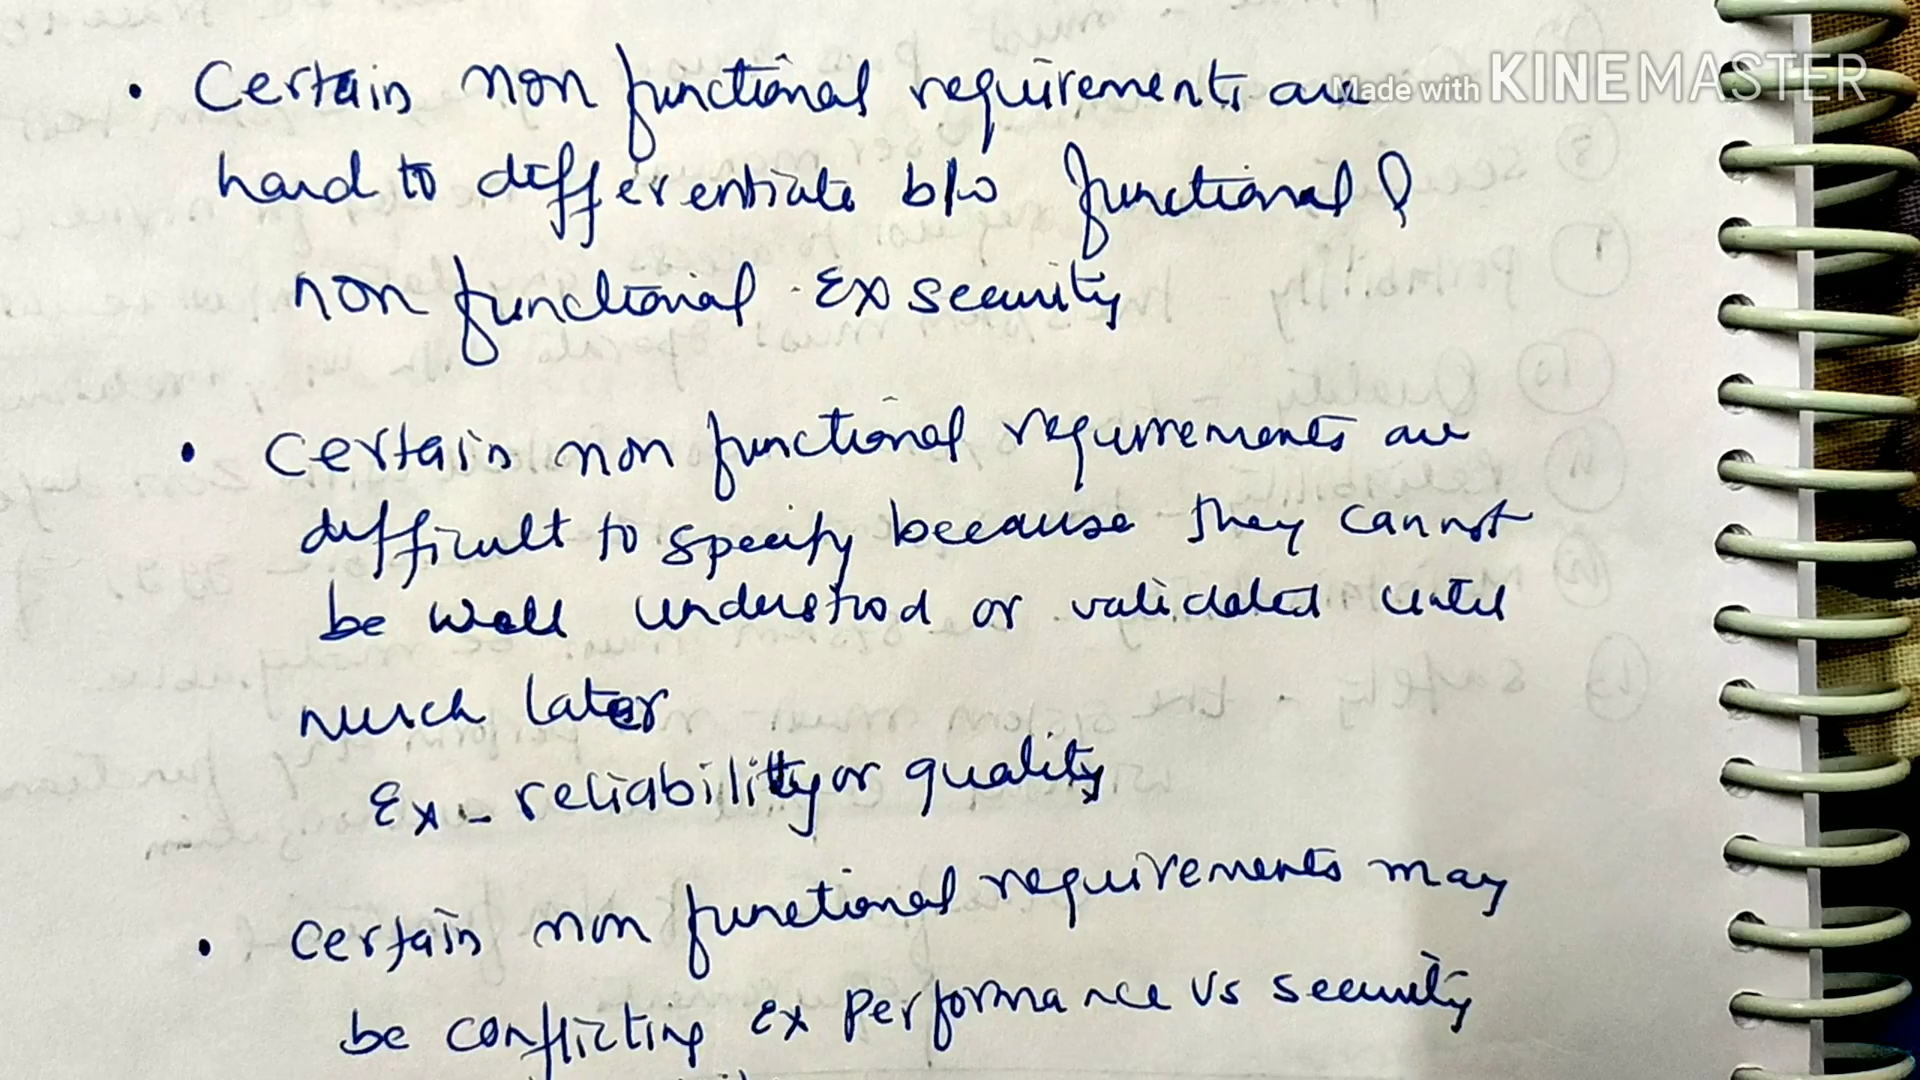 • Certain non functional requirements are
Made with KINEMASTER
hard to differentiate b/w functional &
non functional. Ex security
• Certain non functional requirements are
difficult to specify because they cannot
be well understood or validated until
much later
Ex - reliability or quality
• Certain non functional requirements may
be conflicting Ex Performance Vs security